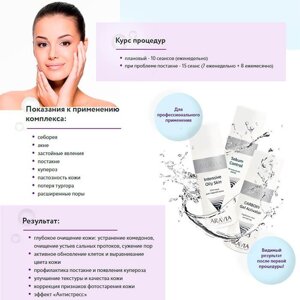 Курс процедур
• плановый - 10 сеансов (еженедельно)
• при проблеме постакне - 15 сеанс (7 еженедельно + 8 ежемесячно)
Показания к применению
комплекса:
• себорея
• акне
• застойные явления
• постакне
• купероз
• пастозность кожи
• потеря тургора
• расширенные поры
Для
профессионального
применения
Intensive
Oily Skin
Sebum
Control
CARBOXY
Gel Activator
ARAVIA
ARAVIA
Видимый
результат
после первой
процедуры!
Результат:
• глубокое очищение кожи: устранение комедонов,
очищение устьев сальных протоков, сужение пор
• активное обновление клеток и выравнивание
цвета кожи
• профилактика постакне и появления купероза
• улучшение текстуры и качества кожи
• коррекция признаков фотостарения кожи
• эффект «Антистресс»